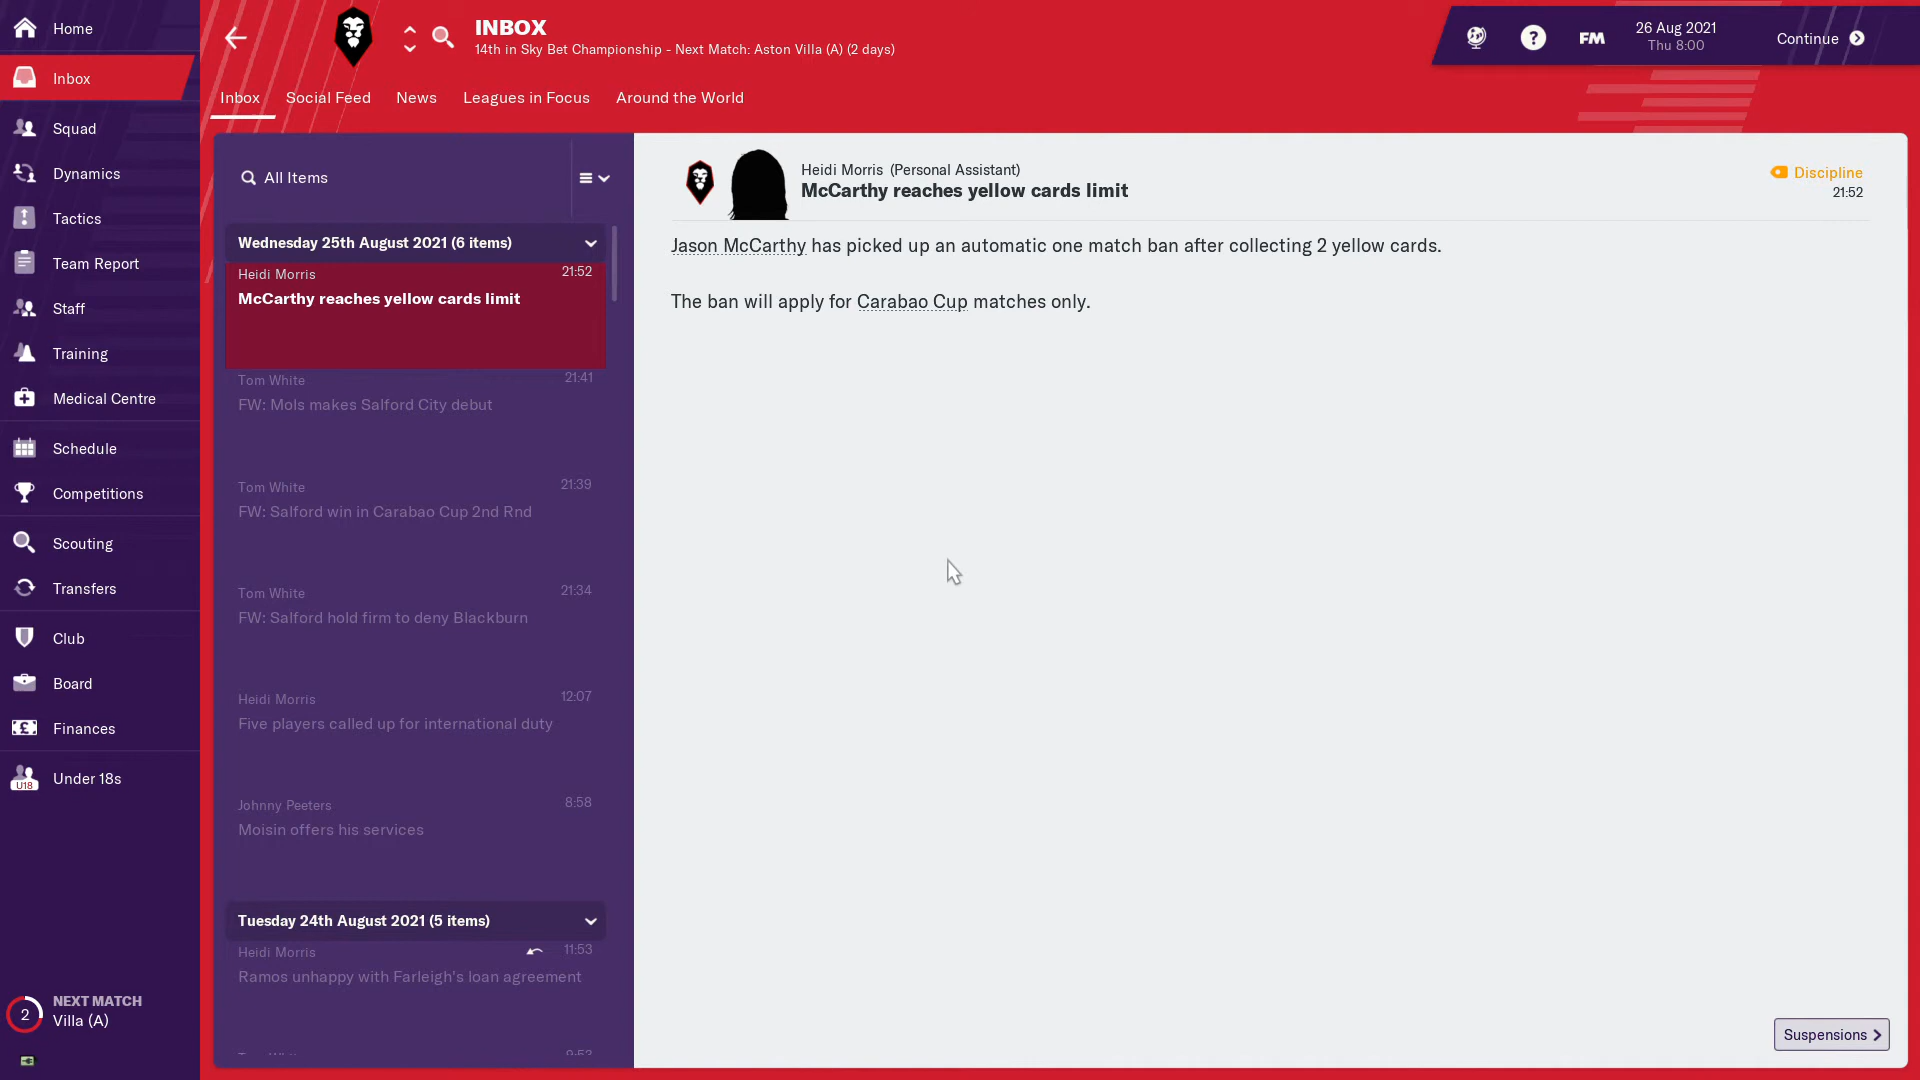 Home
Inbox
Squad
Dynamics
Tactics
Team Report
Staff
Training
Medical Centre
Schedule
Competitions
Scouting
Transfers
Club
Board
Finances
U18
Under 18s
2
NEXT MATCH
Villa (A)
INBOX
14th in Sky Bet Championship - Next Match: Aston Villa (A) (2 days)
?
FM
26 Aug 2021
Thu 8:00
Continue
Inbox
Social Feed
News
Leagues in Focus
Around the World
All Items
Wednesday 25th August 2021 (6 items)
Heidi Morris 21:52
McCarthy reaches yellow cards limit
Tom White 21:41
FW: Mols makes Salford City debut
Tom White 21:39
FW: Salford win in Carabao Cup 2nd Rnd
Tom White 21:34
FW: Salford hold firm to deny Blackburn
Heidi Morris 12:07
Five players called up for international duty
Johnny Peeters 8:58
Moisin offers his services
Tuesday 24th August 2021 (5 items)
Heidi Morris 11:53
Ramos unhappy with Farleigh's loan agreement
Heidi Morris (Personal Assistant)
McCarthy reaches yellow cards limit
Discipline
21:52
Jason McCarthy has picked up an automatic one match ban after collecting 2 yellow cards.
The ban will apply for Carabao Cup matches only.
Suspensions